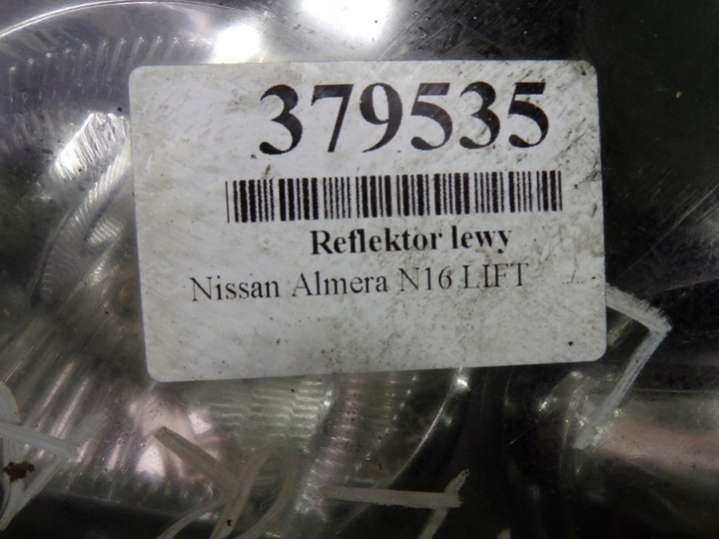 379535
Reflektor lewy
Nissan Almera N16 LIFT